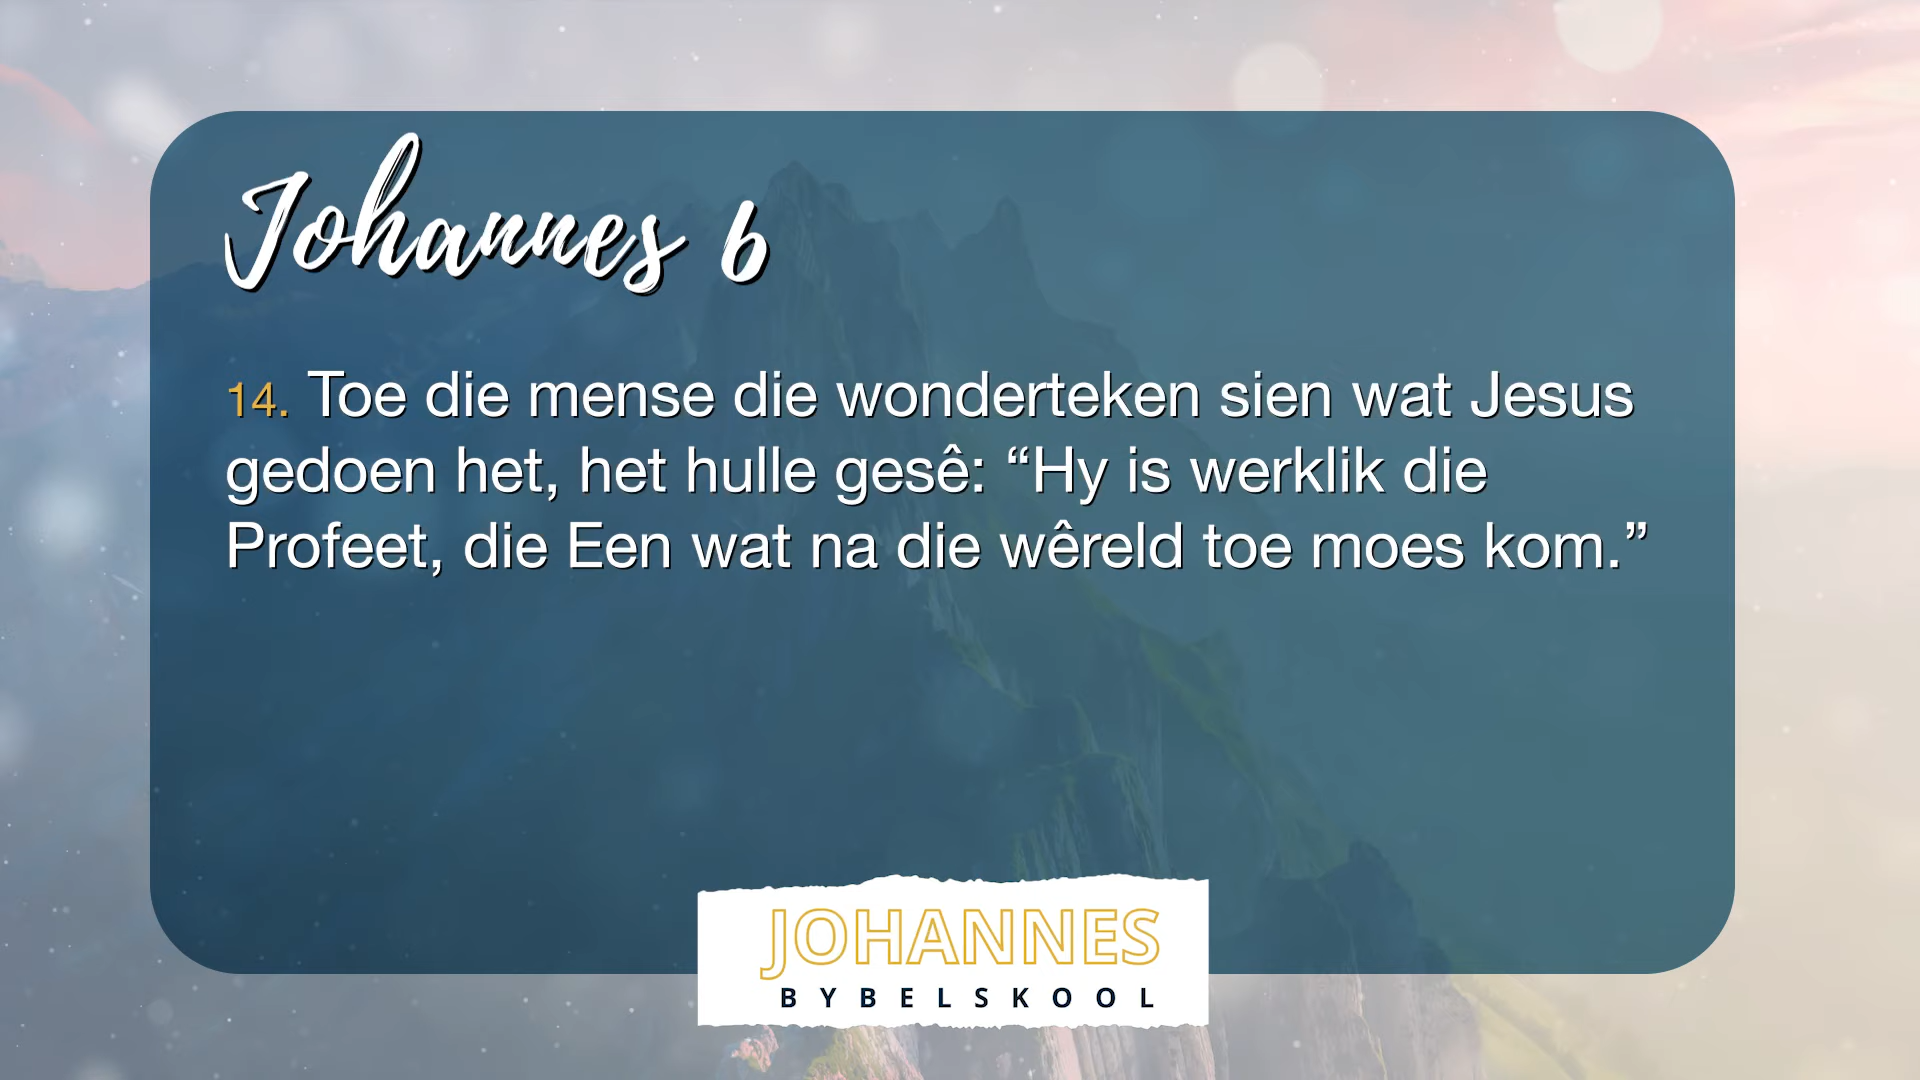 Johannes 6
14. Toe die mense die wonderteken sien wat Jesus
gedoen het, het hulle gesê: “Hy is werklik die
Profeet, die Een wat na die wêreld toe moes kom.”
JOHANNES
BYBELSKOOL